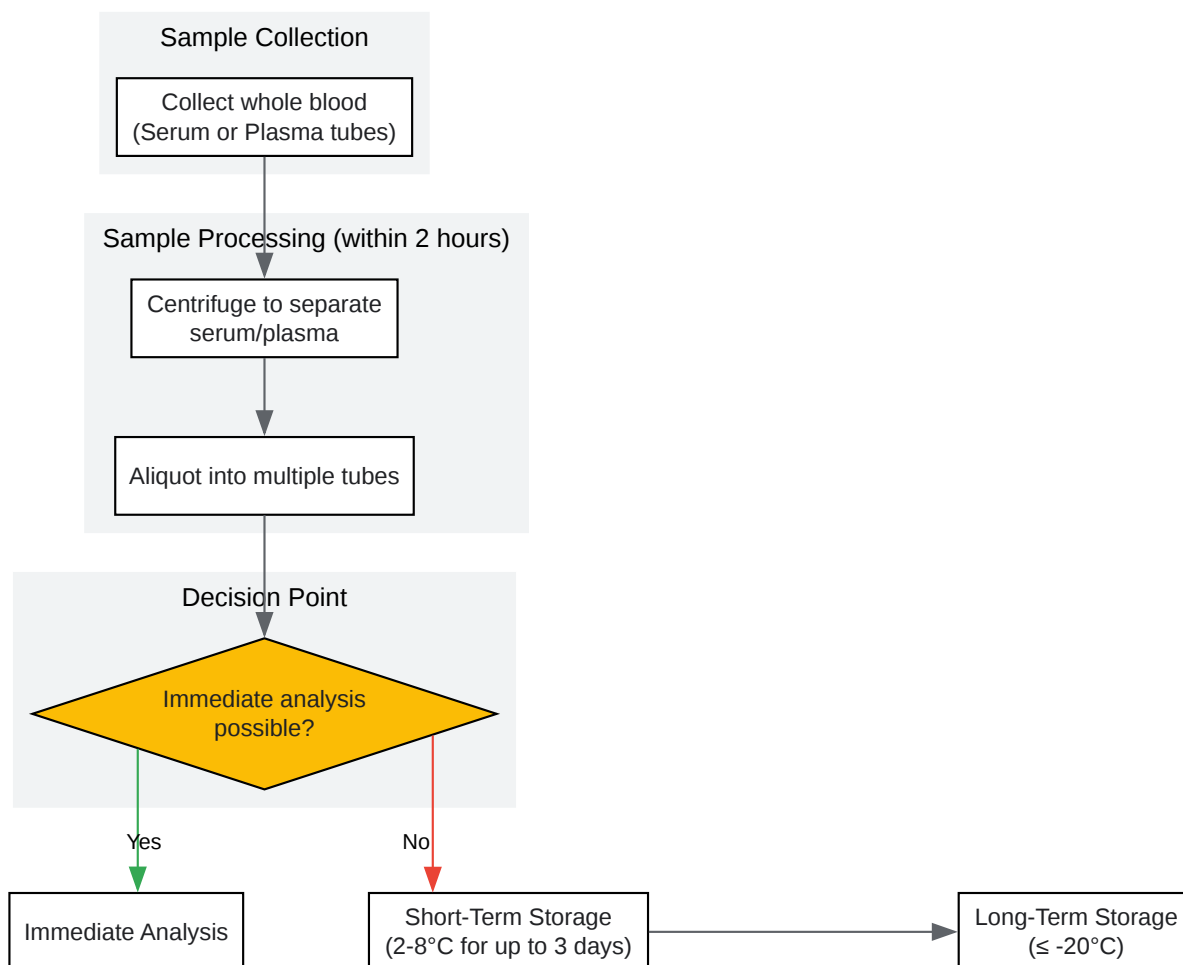 Sample Collection
Collect whole blood
(Serum or Plasma tubes)
Sample Processing (within 2 hours)
Centrifuge to separate
serum/plasma
Aliquot into multiple tubes
Decision Point
Immediate analysis
possible?
Yes
No
Immediate Analysis
Short-Term Storage
(2-8°C for up to 3 days)
Long-Term Storage
(≤ -20°C)